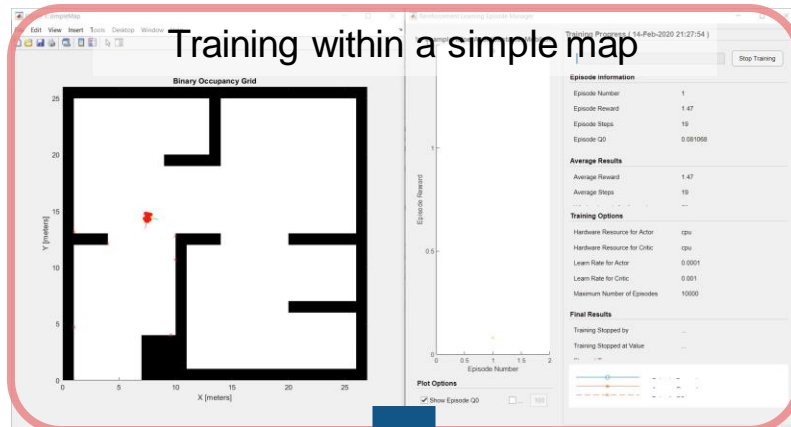 Training within a simple map
File Edit View Insert Tools Desktop Window
Binary Occupancy Grid
Y [meters]
25
20
15
10
5
0
0 5 10 15 20 25
X [meters]
Reinforcement Learning Episode Manager
Episode Reward
1
0.5
0
0 0.5 1 1.5 2
Episode Number
Plot Options
Show Episode Q0
100
Training Progress ( 14-Feb-2020 21:27:54 )
Stop Training
Episode Information
Episode Number 1
Episode Reward 1.47
Episode Steps 19
Episode Q0 0.081068
Average Results
Average Reward 1.47
Average Steps 19
Training Options
Hardware Resource for Actor cpu
Hardware Resource for Critic cpu
Learn Rate for Actor 0.0001
Learn Rate for Critic 0.001
Maximum Number of Episodes 10000
Final Results
Training Stopped by ...
Training Stopped at Value ...